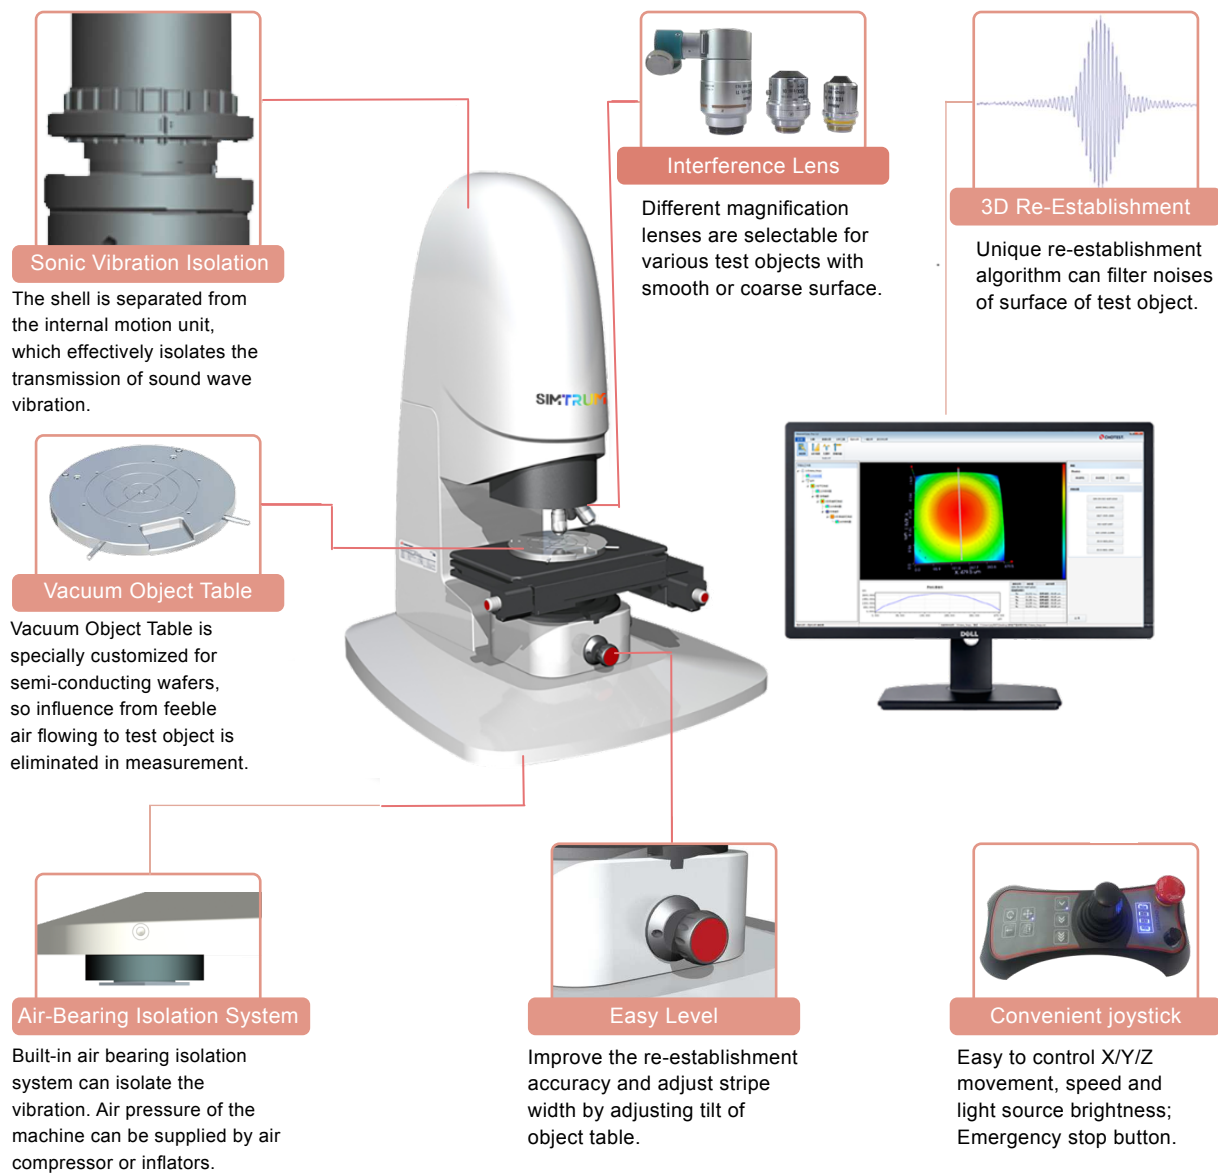 Sonic Vibration Isolation
The shell is separated from
the internal motion unit,
which effectively isolates the
transmission of sound wave
vibration.
Interference Lens
Different magnification
lenses are selectable for
various test objects with
smooth or coarse surface.
3D Re-Establishment
Unique re-establishment
algorithm can filter noises
of surface of test object.
SIMTRUM
Vacuum Object Table
Vacuum Object Table is
specially customized for
semi-conducting wafers,
so influence from feeble
air flowing to test object is
eliminated in measurement.
CHOTEST
DELL
Air-Bearing Isolation System
Built-in air bearing isolation
system can isolate the
vibration. Air pressure of the
machine can be supplied by air
compressor or inflators.
Easy Level
Improve the re-establishment
accuracy and adjust stripe
width by adjusting tilt of
object table.
Convenient joystick
Easy to control X/Y/Z
movement, speed and
light source brightness;
Emergency stop button.